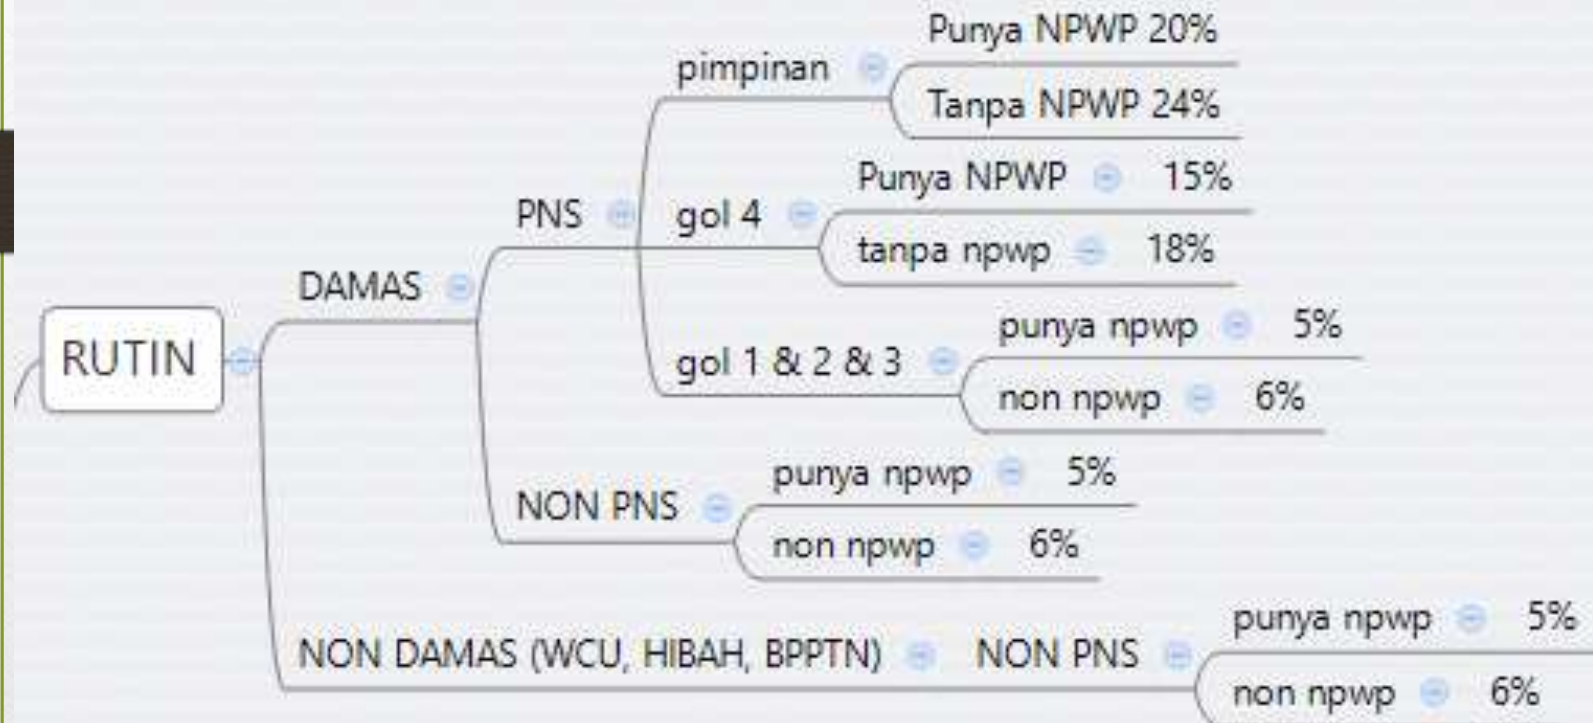 RUTIN
DAMAS
PNS
pimpinan
Punya NPWP 20%
Tanpa NPWP 24%
gol 4
Punya NPWP 15%
tanpa npwp 18%
gol 1 & 2 & 3
punya npwp 5%
non npwp 6%
NON PNS
punya npwp 5%
non npwp 6%
NON DAMAS (WCU, HIBAH, BPPTN) NON PNS
punya npwp 5%
non npwp 6%